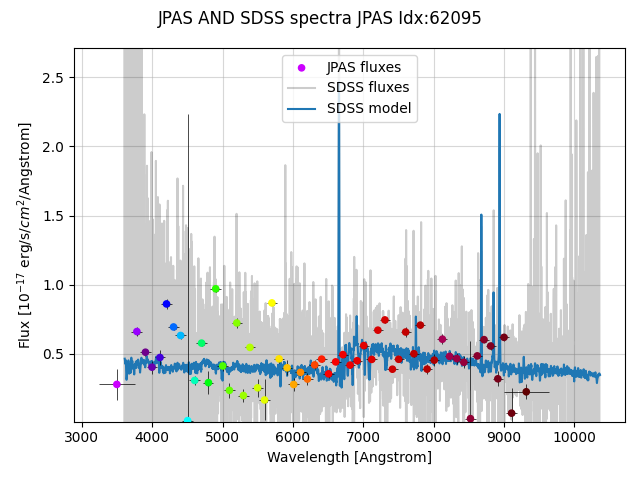 JPAS AND SDSS spectra JPAS Idx:62095
JPAS fluxes
SDSS fluxes
SDSS model
2.5
2.0
1.5
1.0
0.5
Flux [10⁻¹⁷ erg/s/cm²/Angstrom]
3000 4000 5000 6000 7000 8000 9000 10000
Wavelength [Angstrom]